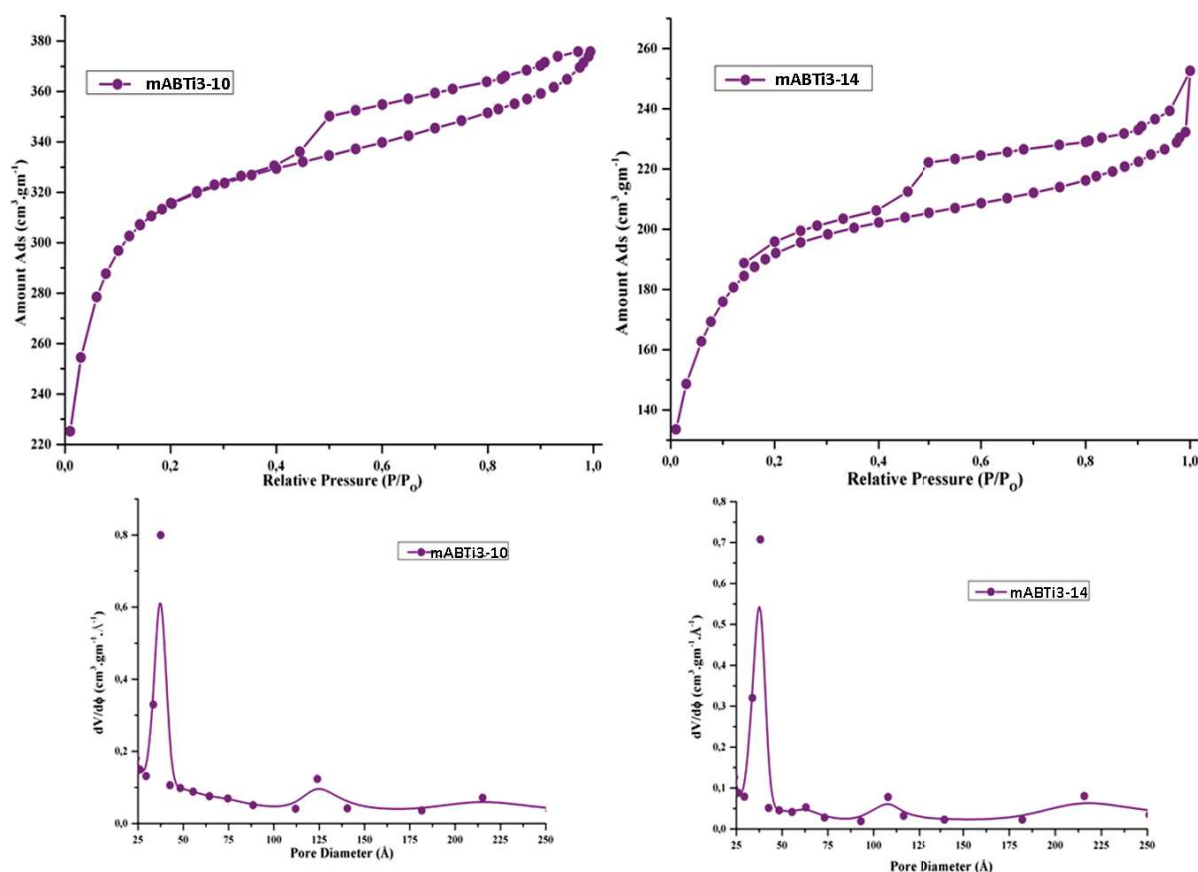 380
360
340
320
300
280
260
240
220
Amount Ads (cm³.gm⁻¹)
mABTi3-10
0,0 0,2 0,4 0,6 0,8 1,0
Relative Pressure (P/P₀)
260
240
220
200
180
160
140
Amount Ads (cm³.gm⁻¹)
mABTi3-14
0,0 0,2 0,4 0,6 0,8 1,0
Relative Pressure (P/P₀)
0,8
0,6
0,4
0,2
0,0
dV/dϕ (cm³.gm⁻¹.Å⁻¹)
mABTi3-10
25 50 75 100 125 150 175 200 225 250
Pore Diameter (Å)
0,8
0,7
0,6
0,5
0,4
0,3
0,2
0,1
0,0
dV/dϕ (cm³.gm⁻¹.Å⁻¹)
mABTi3-14
25 50 75 100 125 150 175 200 225 250
Pore Diameter (Å)